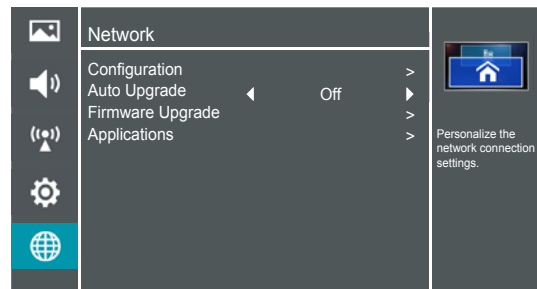 Network
Configuration >
Auto Upgrade Off
Firmware Upgrade >
Applications >
Personalize the
network connection
settings.